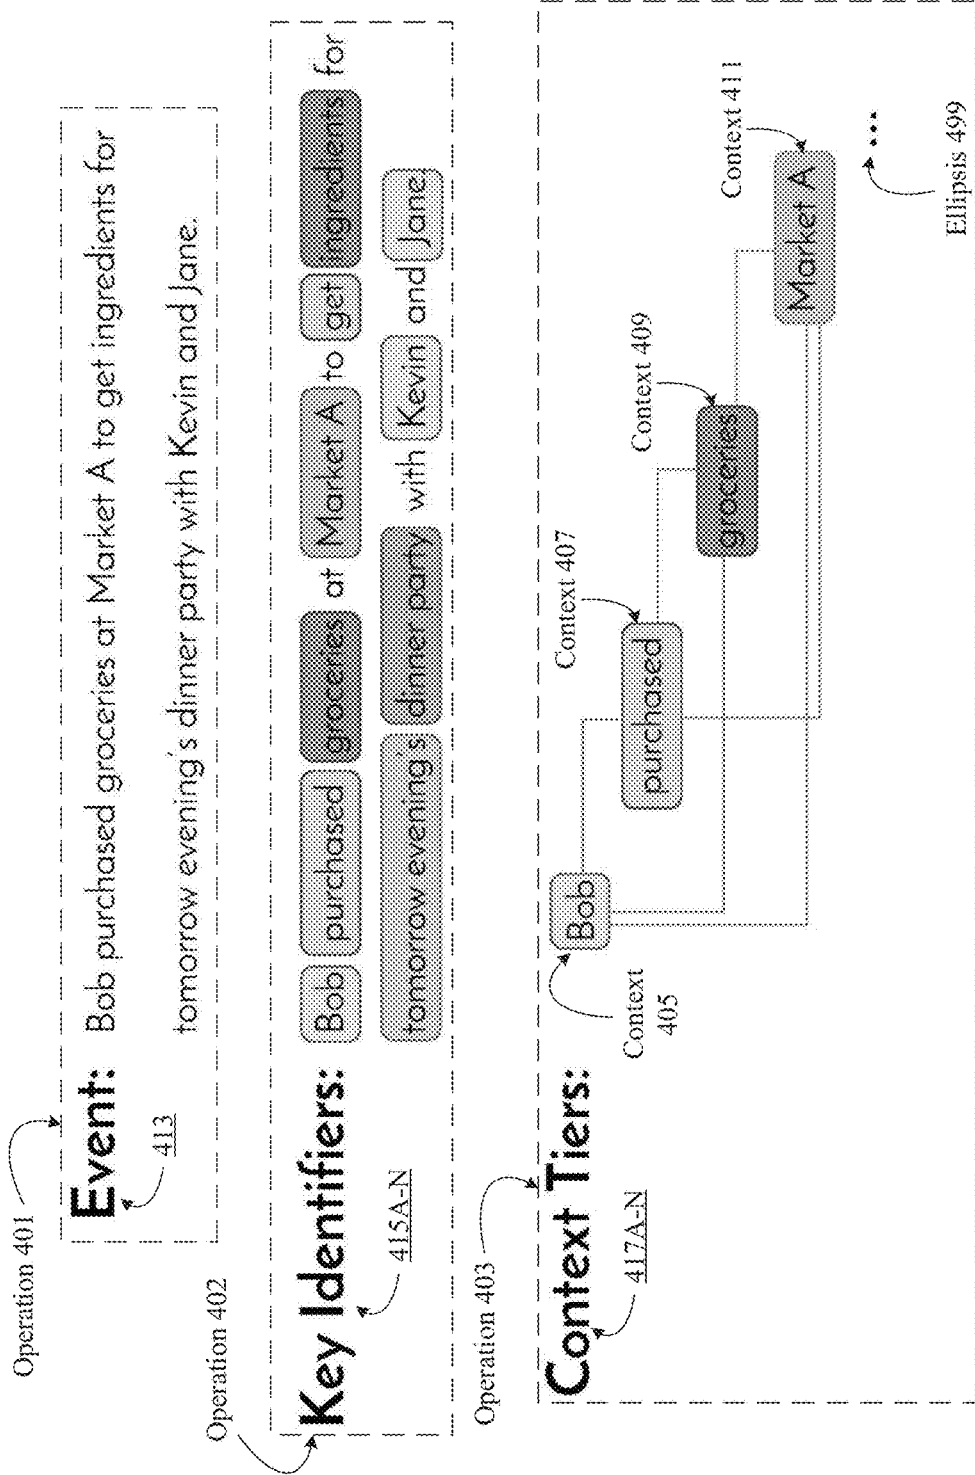 Operation 401
Event: Bob purchased groceries at Market A to get ingredients for
413
tomorrow evening's dinner party with Kevin and Jane.
Operation 402
Key Identifiers: Bob purchased groceries at Market A to get ingredients for
415A-N
tomorrow evening's dinner party with Kevin and Jane
Operation 403
Context Tiers:
417A-N
Context
405
Bob
Context 407
purchased
Context 409
groceries
Context 411
Market A
...
Ellipsis 499